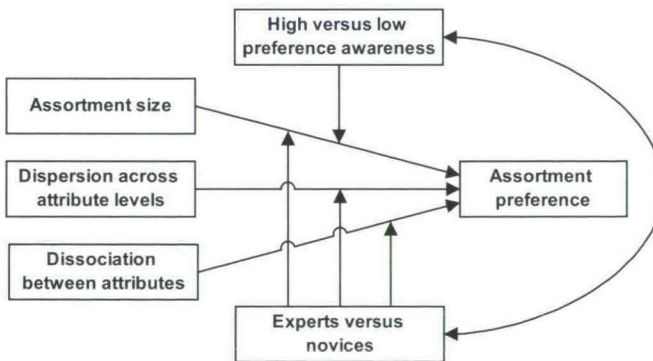 High versus low
preference awareness
Assortment size
Dispersion across
attribute levels
Assortment
preference
Dissociation
between attributes
Experts versus
novices